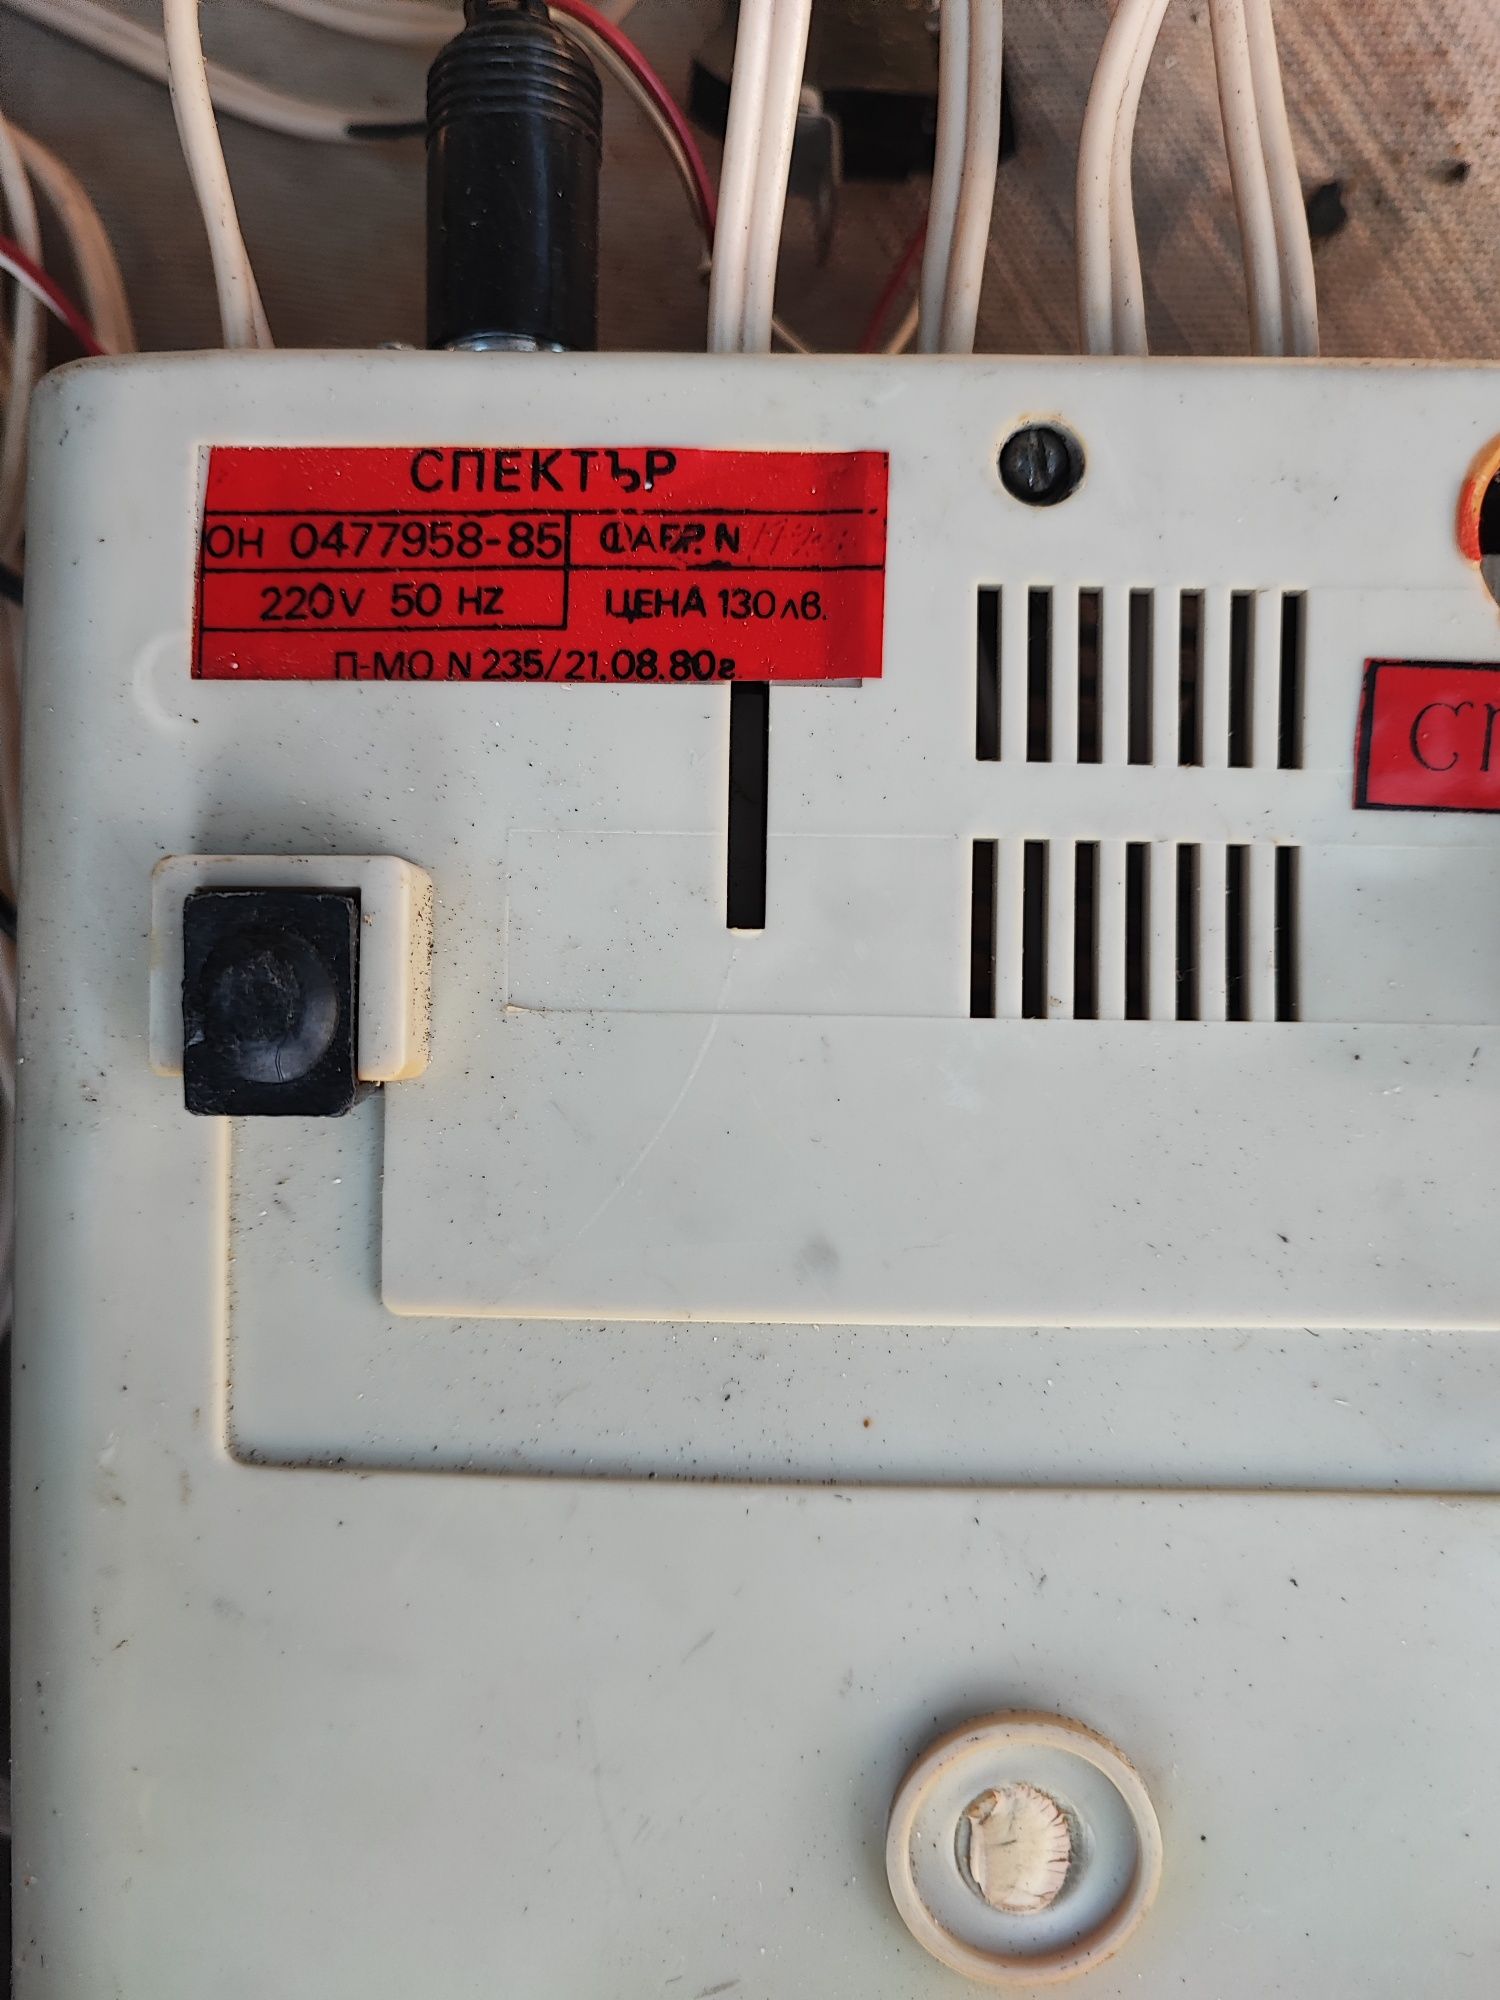 СПЕКТЪР
ОН 0477958-85 ФАБР. N
220V 50 HZ ЦЕНА 130 лв.
П-МО N 235/21.08.80г.